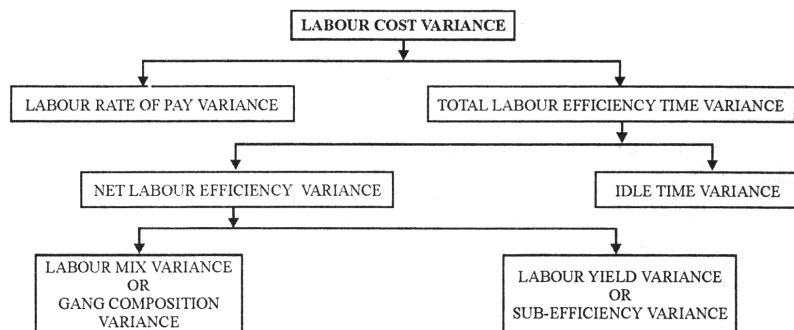 LABOUR COST VARIANCE
LABOUR RATE OF PAY VARIANCE
TOTAL LABOUR EFFICIENCY TIME VARIANCE
NET LABOUR EFFICIENCY VARIANCE
IDLE TIME VARIANCE
LABOUR MIX VARIANCE
OR
GANG COMPOSITION
VARIANCE
LABOUR YIELD VARIANCE
OR
SUB-EFFICIENCY VARIANCE